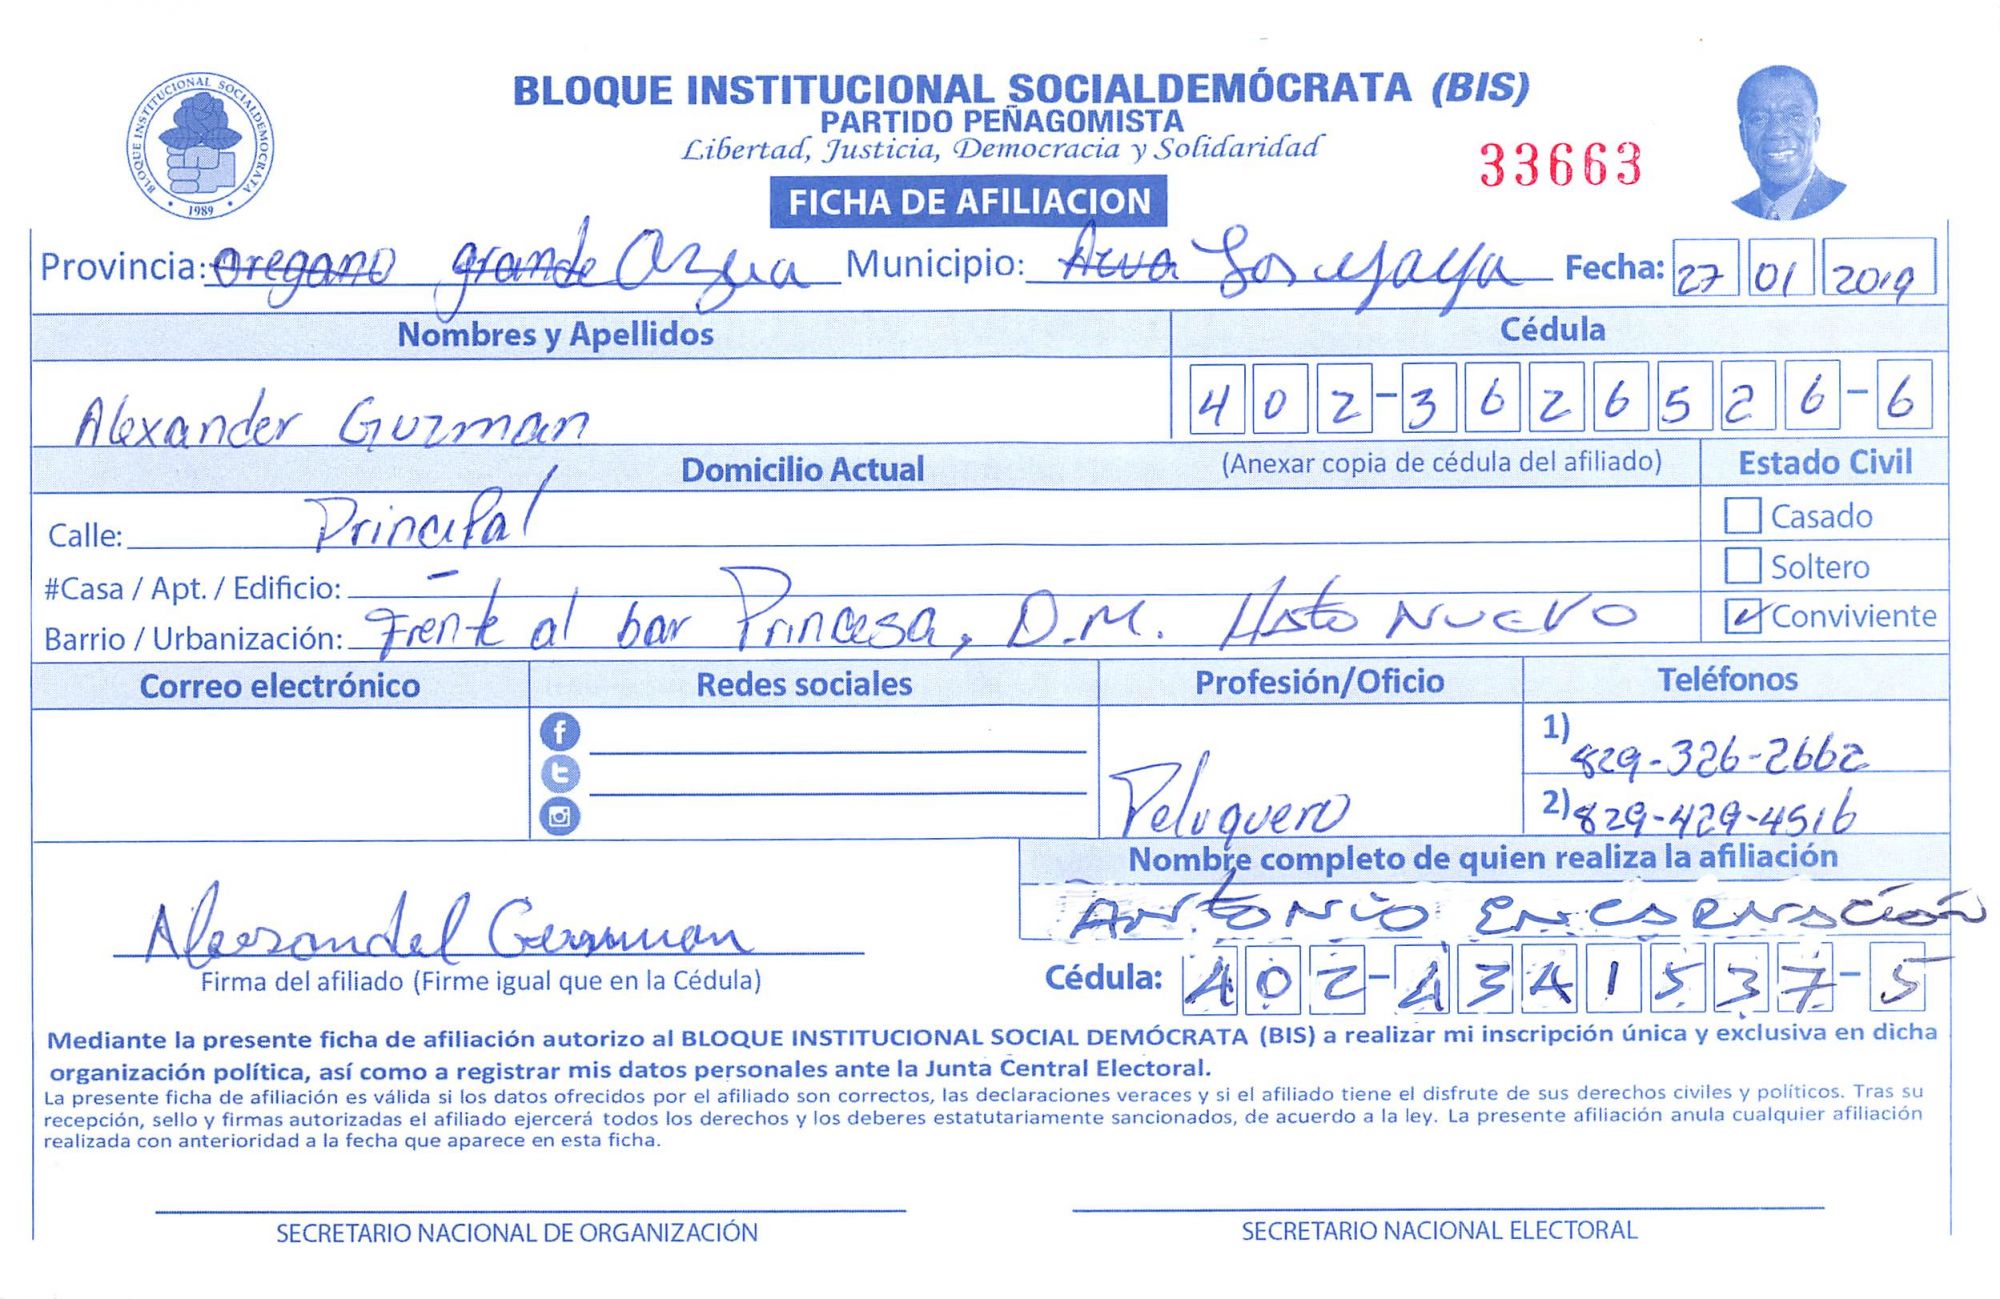 BLOQUE INSTITUCIONAL SOCIALDEMÓCRATA (BIS)
PARTIDO PEÑAGOMISTA
Libertad, Justicia, Democracia y Solidaridad
BLOQUE INSTITUCIONAL SOCIALDEMOCRATA
• 1989 •
33663
FICHA DE AFILIACION
Provincia: oregano grande Azua Municipio: Los yaya Fecha: 27 01 2019
Nombres y Apellidos Cédula
Alexander Guzman 402-3626526-6
Domicilio Actual (Anexar copia de cédula del afiliado) Estado Civil
Calle: Principal Casado
#Casa / Apt. / Edificio: – Soltero
Barrio / Urbanización: Frente al bar Princesa, D.M. Hato NUEVO Conviviente
Correo electrónico Redes sociales Profesión/Oficio Teléfonos
Peluquero 1) 829-326-2662
2) 829-429-4516
Nombre completo de quien realiza la afiliación
ANTONIO ENCARNACIÓN
Alexsandel Guzman
Firma del afiliado (Firme igual que en la Cédula) Cédula: 402-4341537-5
Mediante la presente ficha de afiliación autorizo al BLOQUE INSTITUCIONAL SOCIAL DEMÓCRATA (BIS) a realizar mi inscripción única y exclusiva en dicha
organización política, así como a registrar mis datos personales ante la Junta Central Electoral.
La presente ficha de afiliación es válida si los datos ofrecidos por el afiliado son correctos, las declaraciones veraces y si el afiliado tiene el disfrute de sus derechos civiles y políticos. Tras su
recepción, sello y firmas autorizadas el afiliado ejercerá todos los derechos y los deberes estatutariamente sancionados, de acuerdo a la ley. La presente afiliación anula cualquier afiliación
realizada con anterioridad a la fecha que aparece en esta ficha.
SECRETARIO NACIONAL DE ORGANIZACIÓN SECRETARIO NACIONAL ELECTORAL